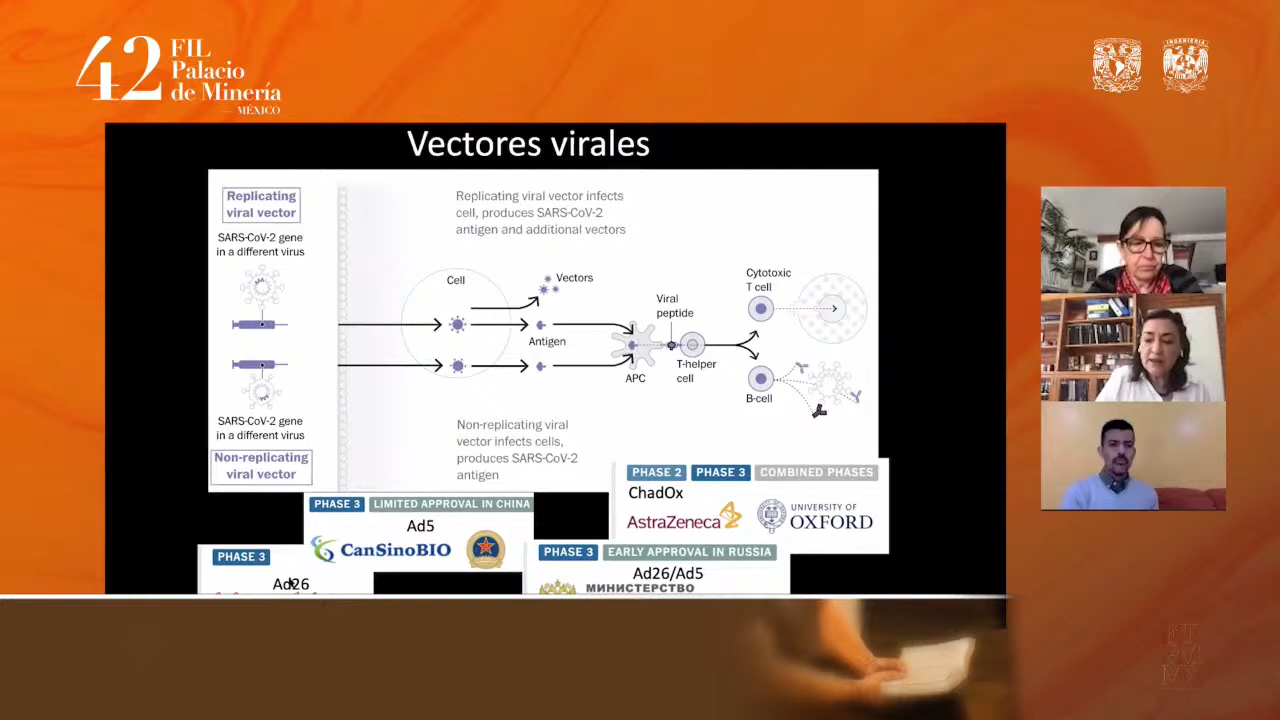 42
FIL
Palacio
de Minería
MÉXICO
INGENIERIA
Vectores virales
Replicating
viral vector
SARS-CoV-2 gene
in a different virus
Replicating viral vector infects
cell, produces SARS-CoV-2
antigen and additional vectors
Cell
Vectors
Antigen
Viral
peptide
APC
T-helper
cell
Cytotoxic
T cell
B-cell
SARS-CoV-2 gene
in a different virus
Non-replicating
viral vector
Non-replicating viral
vector infects cells,
produces SARS-CoV-2
antigen
PHASE 2 PHASE 3 COMBINED PHASES
ChadOx
AstraZeneca
UNIVERSITY OF
OXFORD
PHASE 3 LIMITED APPROVAL IN CHINA
Ad5
CanSinoBIO
PHASE 3 EARLY APPROVAL IN RUSSIA
Ad26/Ad5
МИНИСТЕРСТВО
PHASE 3
Ad26